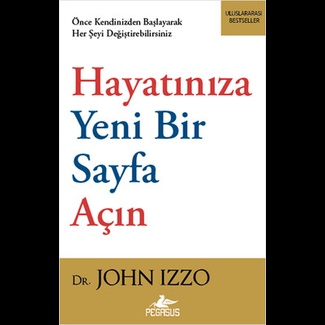 Önce Kendinizden Başlayarak
Her Şeyi Değiştirebilirsiniz
ULUSLARARASI
BESTSELLER
Hayatınıza
Yeni Bir
Sayfa
Açın
DR. JOHN IZZO
PEGASUS